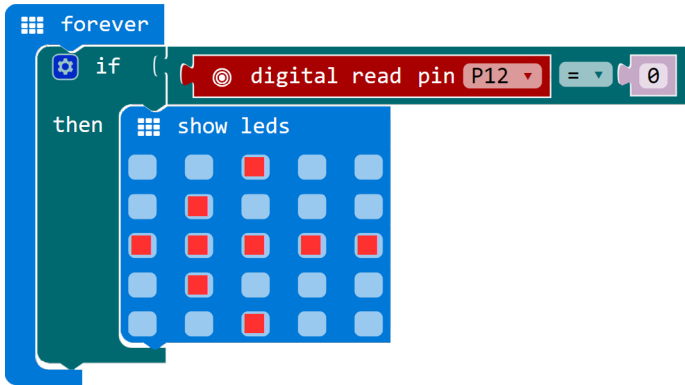 forever
if digital read pin P12 = 0
then show leds